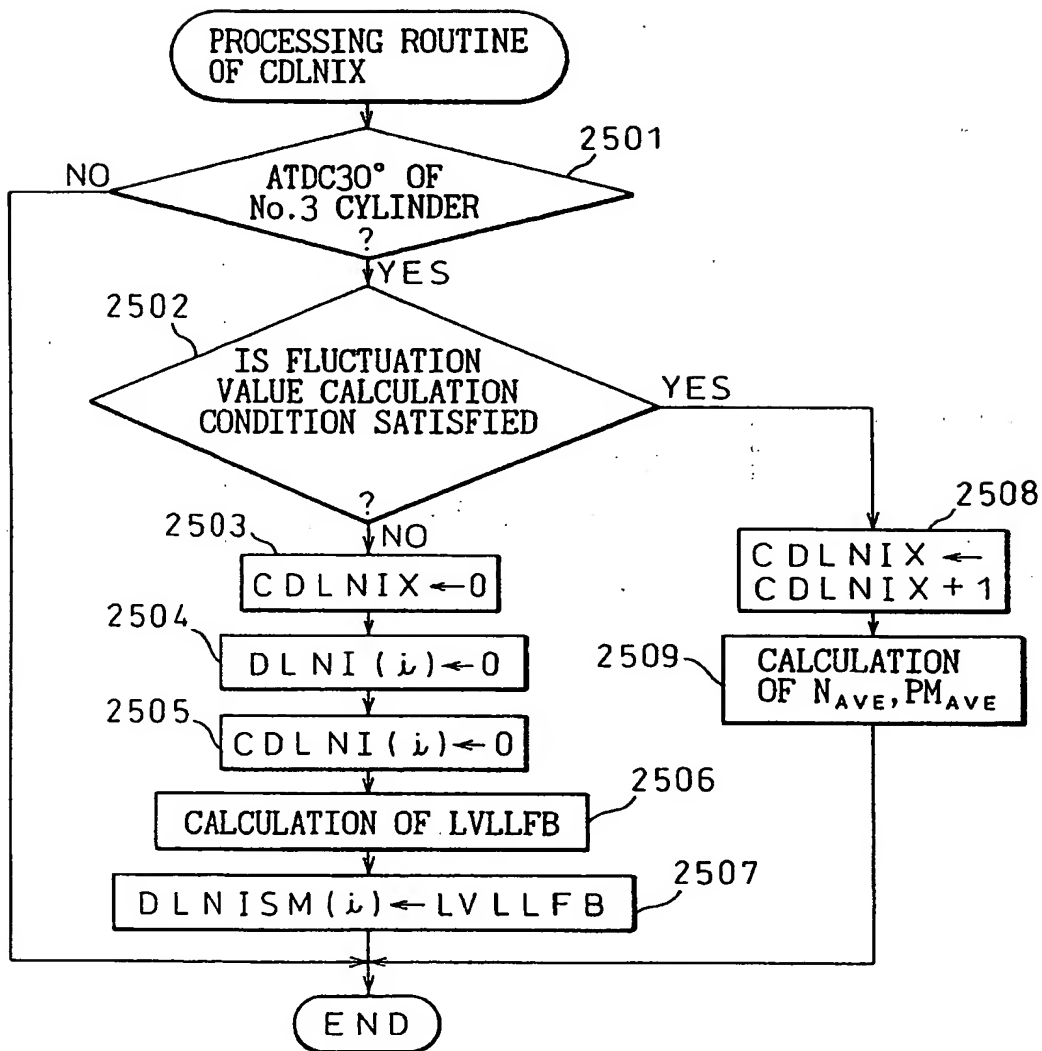 PROCESSING ROUTINE
OF CDLNIX
2501
NO
ATDC30° OF
No.3 CYLINDER
?
YES
2502
IS FLUCTUATION
VALUE CALCULATION
CONDITION SATISFIED
?
YES
NO
2503
CDLNIX←0
2504
DLNI(i)←0
2505
CDLNI(i)←0
2506
CALCULATION OF LVLLFB
2507
DLNISM(i)←LVLLFB
2508
CDLNIX←
CDLNIX+1
2509
CALCULATION
OF N_AVE, PM_AVE
END